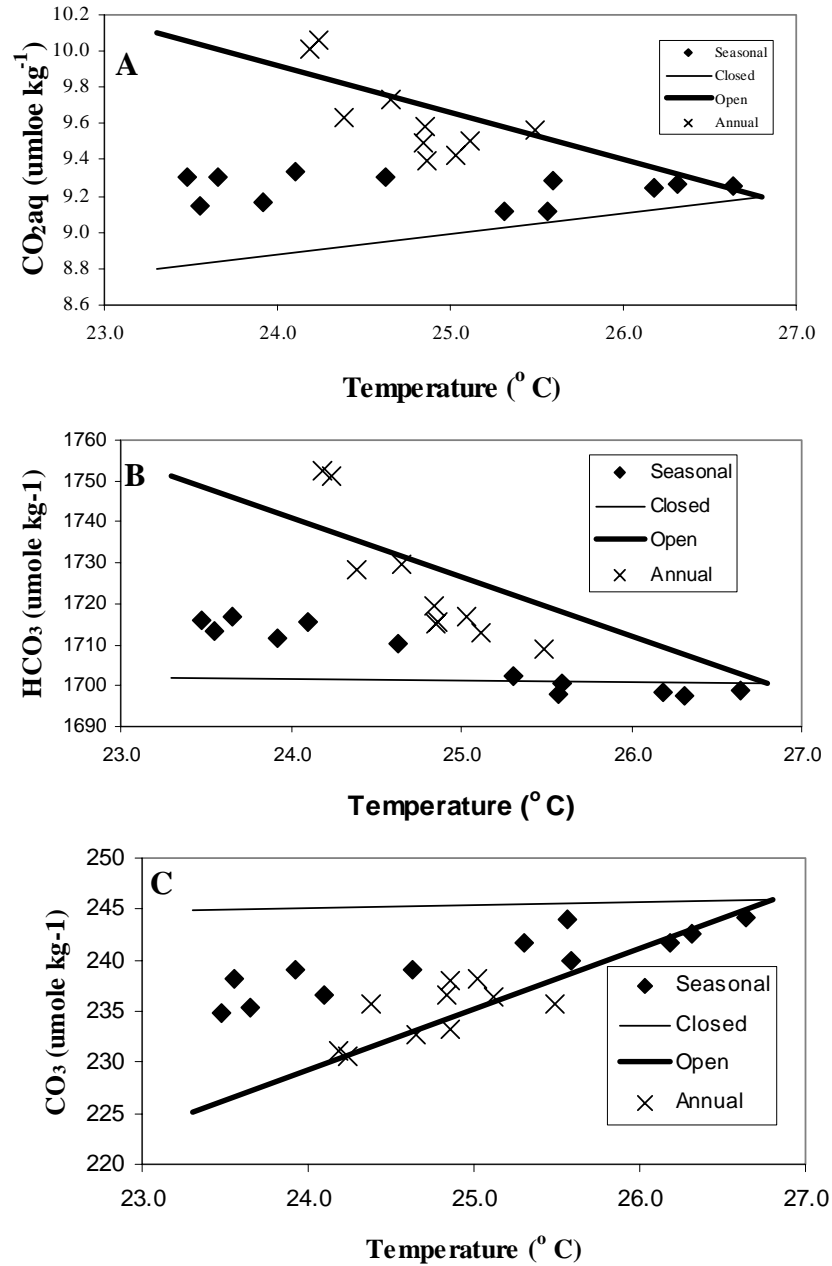 10.2
10.0
9.8
9.6
9.4
9.2
9.0
8.8
8.6
A
CO₂aq (umloe kg⁻¹)
Seasonal
Closed
Open
Annual
23.0 24.0 25.0 26.0 27.0
Temperature (° C)
1760
1750
1740
1730
1720
1710
1700
1690
B
HCO₃ (umole kg-1)
Seasonal
Closed
Open
Annual
23.0 24.0 25.0 26.0 27.0
Temperature (° C)
250
245
240
235
230
225
220
C
CO₃ (umole kg-1)
Seasonal
Closed
Open
Annual
23.0 24.0 25.0 26.0 27.0
Temperature (° C)